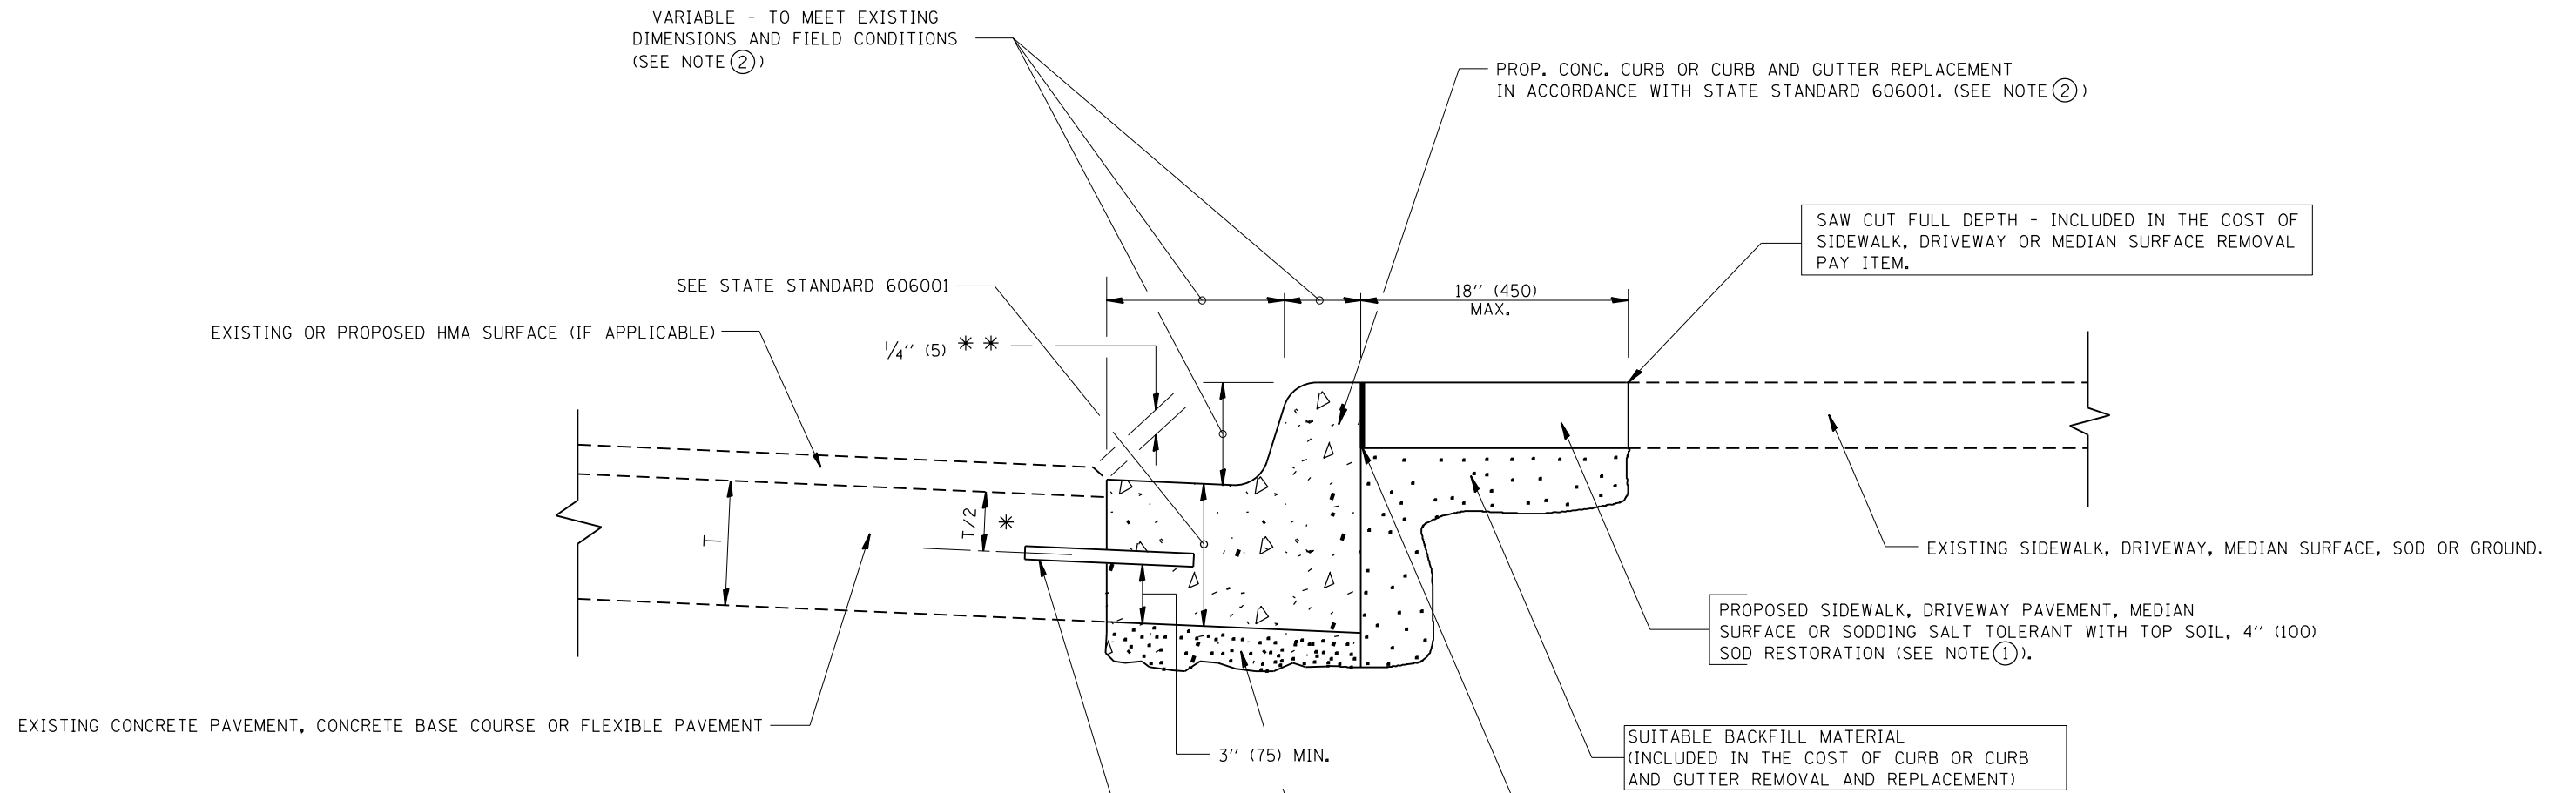 VARIABLE - TO MEET EXISTING
DIMENSIONS AND FIELD CONDITIONS
(SEE NOTE 2)
PROP. CONC. CURB OR CURB AND GUTTER REPLACEMENT
IN ACCORDANCE WITH STATE STANDARD 606001. (SEE NOTE 2)
SAW CUT FULL DEPTH - INCLUDED IN THE COST OF
SIDEWALK, DRIVEWAY OR MEDIAN SURFACE REMOVAL
PAY ITEM.
SEE STATE STANDARD 606001
18'' (450)
MAX.
EXISTING OR PROPOSED HMA SURFACE (IF APPLICABLE)
1/4'' (5) * *
T
T/2 *
EXISTING SIDEWALK, DRIVEWAY, MEDIAN SURFACE, SOD OR GROUND.
PROPOSED SIDEWALK, DRIVEWAY PAVEMENT, MEDIAN
SURFACE OR SODDING SALT TOLERANT WITH TOP SOIL, 4'' (100)
SOD RESTORATION (SEE NOTE 1).
EXISTING CONCRETE PAVEMENT, CONCRETE BASE COURSE OR FLEXIBLE PAVEMENT
3'' (75) MIN.
SUITABLE BACKFILL MATERIAL
(INCLUDED IN THE COST OF CURB OR CURB
AND GUTTER REMOVAL AND REPLACEMENT)